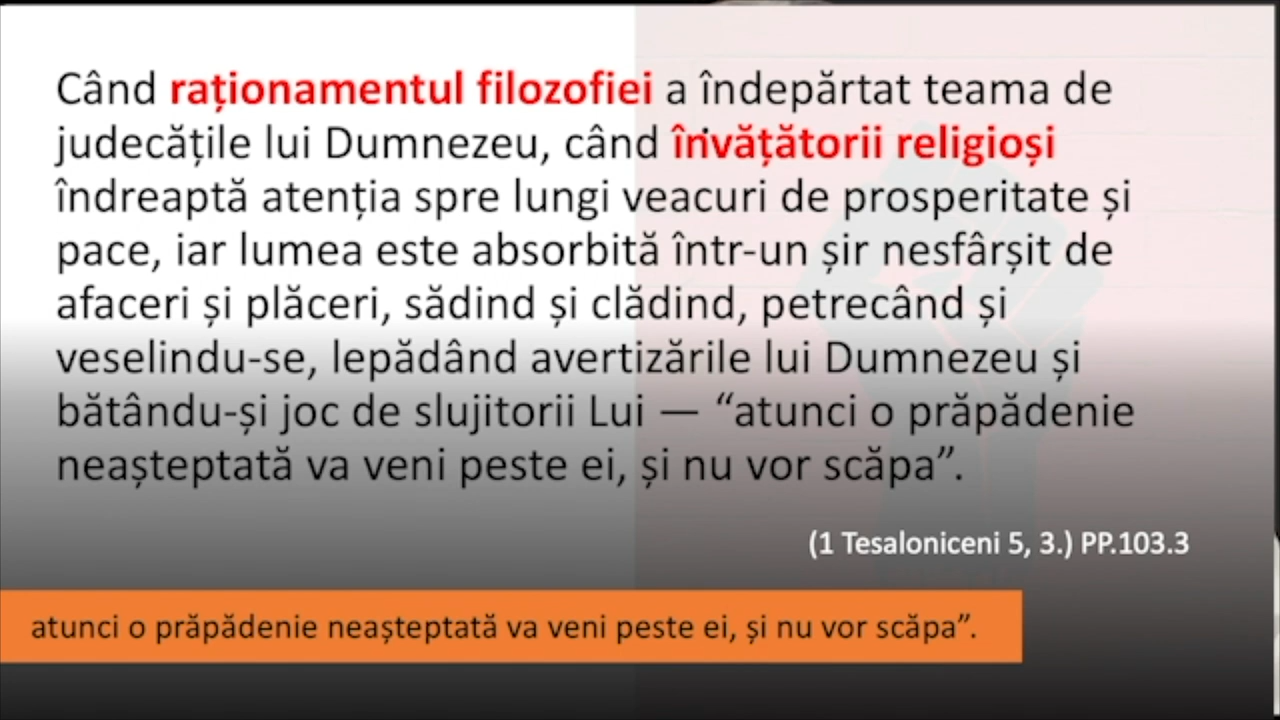 Când raționamentul filozofiei a îndepărtat teama de
judecățile lui Dumnezeu, când învățătorii religioși
îndreaptă atenția spre lungi veacuri de prosperitate și
pace, iar lumea este absorbită într-un șir nesfârșit de
afaceri și plăceri, sădind și clădind, petrecând și
veselindu-se, lepădând avertizările lui Dumnezeu și
bătându-și joc de slujitorii Lui — “atunci o prăpădenie
neașteptată va veni peste ei, și nu vor scăpa”.
(1 Tesaloniceni 5, 3.) PP.103.3
atunci o prăpădenie neașteptată va veni peste ei, și nu vor scăpa”.